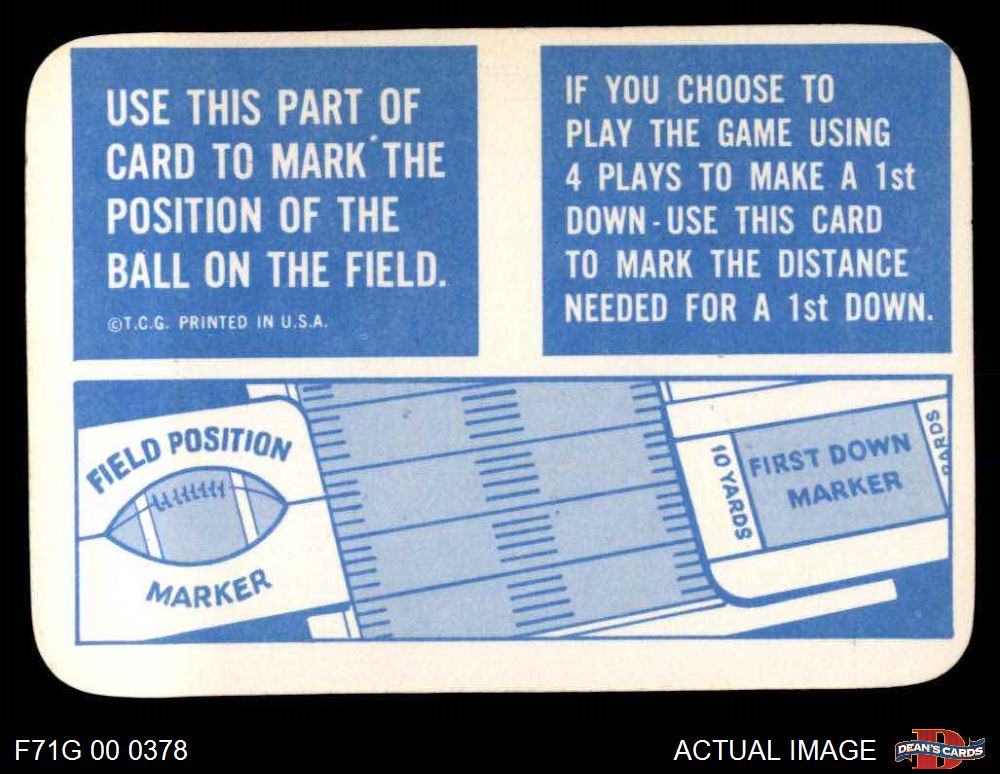 USE THIS PART OF
CARD TO MARK THE
POSITION OF THE
BALL ON THE FIELD.
©T.C.G. PRINTED IN U.S.A.
IF YOU CHOOSE TO
PLAY THE GAME USING
4 PLAYS TO MAKE A 1st
DOWN - USE THIS CARD
TO MARK THE DISTANCE
NEEDED FOR A 1st DOWN.
FIELD POSITION
MARKER
10 YARDS
FIRST DOWN
MARKER
F71G 00 0378
ACTUAL IMAGE
DEAN'S CARDS